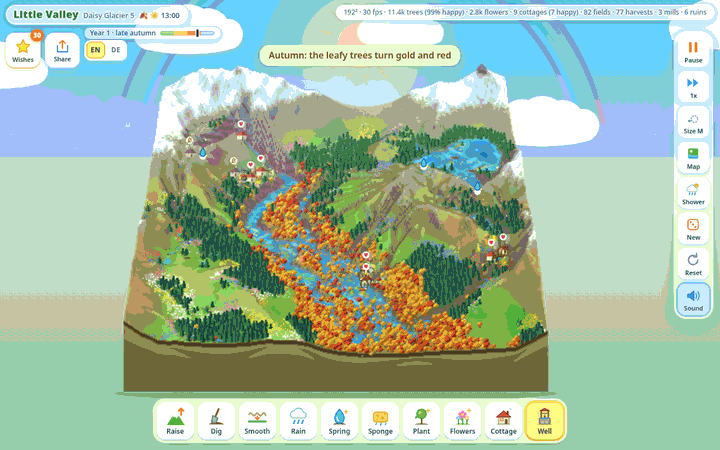 Little Valley Daisy Glacier 5 13:00
192² · 30 fps · 11.4k trees (99% happy) · 2.8k flowers · 9 cottages (7 happy) · 82 fields · 77 harvests · 3 mills · 6 ruins
30
Wishes
Share
Year 1 · late autumn
EN DE
Autumn: the leafy trees turn gold and red
Pause
1x
Size M
Map
Shower
New
Reset
Sound
Raise Dig Smooth Rain Spring Sponge Plant Flowers Cottage Well